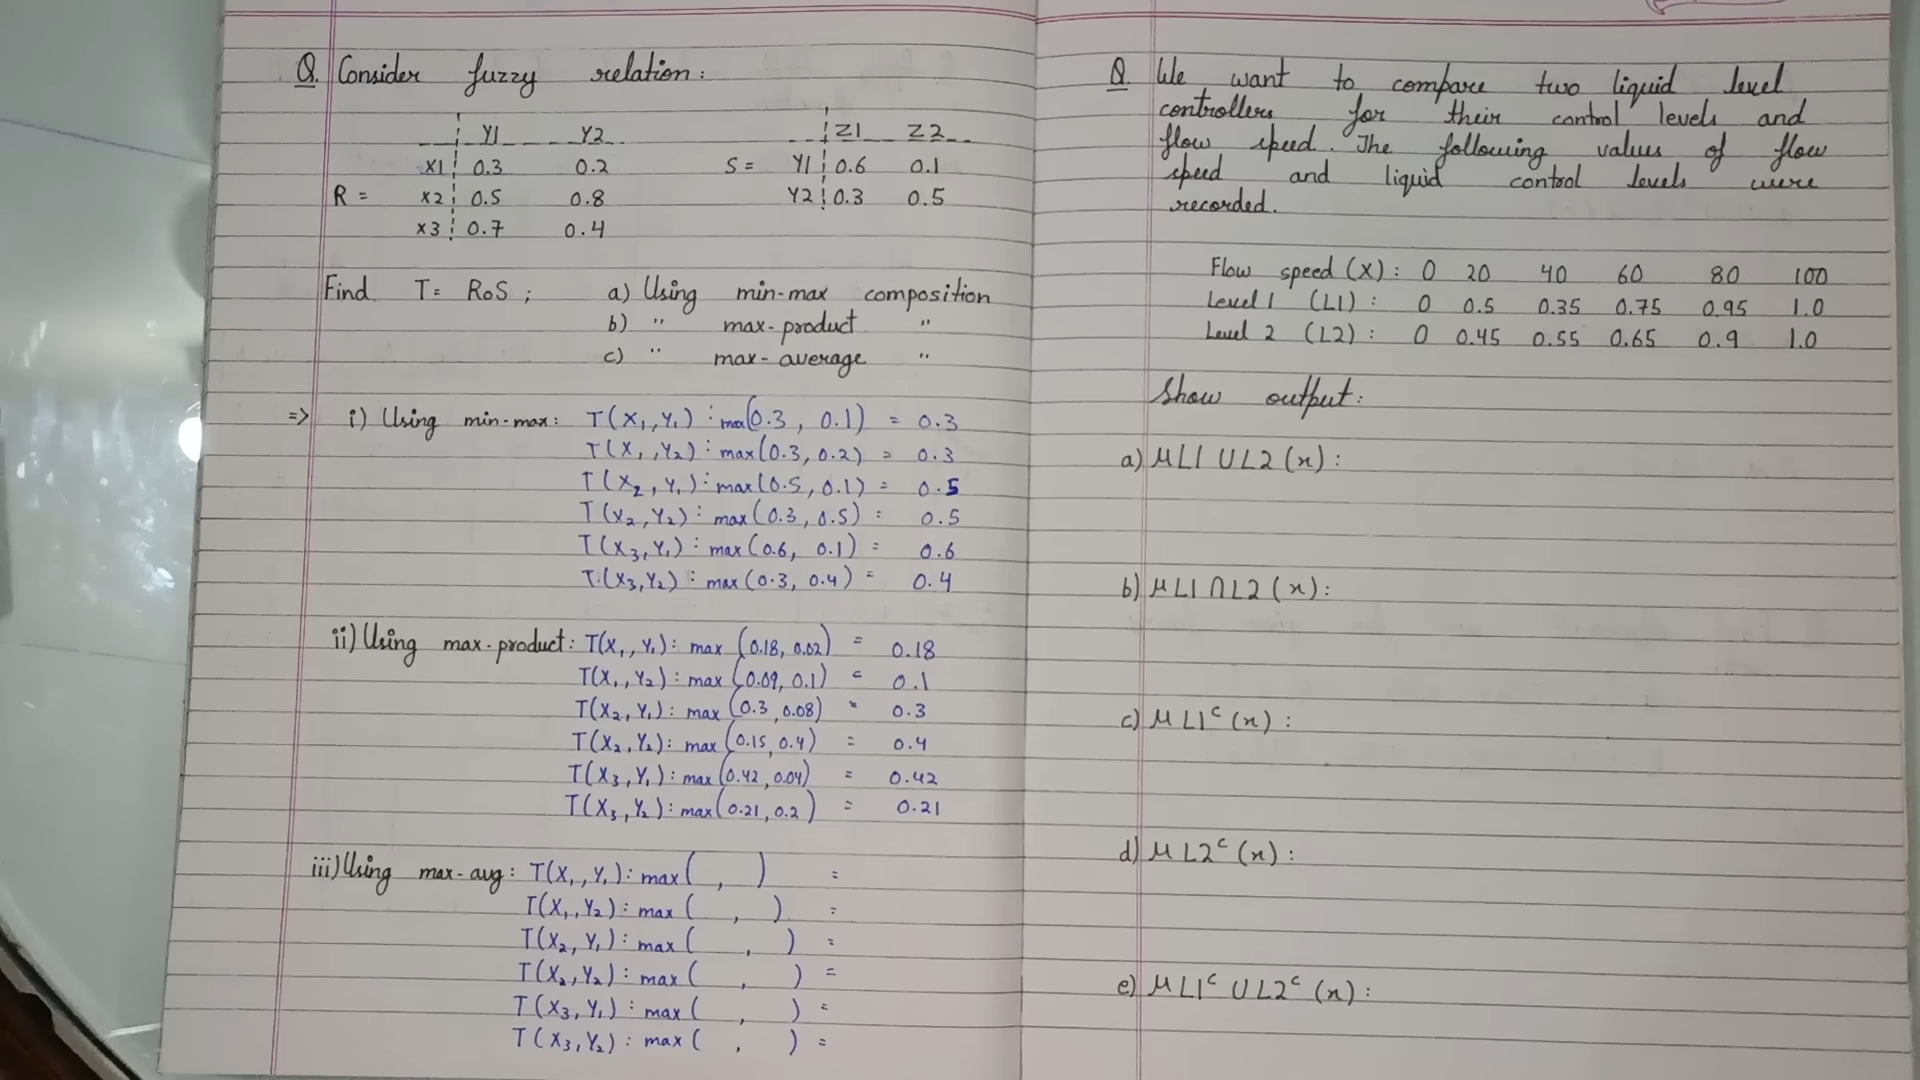 Q. Consider fuzzy relation:
Y1 Y2
X1 0.3 0.2
R = X2 0.5 0.8
X3 0.7 0.4
Z1 Z2
S = Y1 0.6 0.1
Y2 0.3 0.5
Find T = RoS ; a) Using min-max composition
b) " max-product "
c) " max-average "
=> i) Using min-max: T(X₁,Y₁) : max(0.3, 0.1) = 0.3
T(X₁,Y₂) : max(0.3, 0.2) = 0.3
T(X₂,Y₁) : max(0.5, 0.1) = 0.5
T(X₂,Y₂) : max(0.3, 0.5) = 0.5
T(X₃,Y₁) : max(0.6, 0.1) = 0.6
T(X₃,Y₂) : max(0.3, 0.4) = 0.4
ii) Using max-product: T(X₁,Y₁) : max (0.18, 0.02) = 0.18
T(X₁,Y₂) : max (0.09, 0.1) = 0.1
T(X₂,Y₁) : max (0.3, 0.08) = 0.3
T(X₂,Y₂) : max (0.15, 0.4) = 0.4
T(X₃,Y₁) : max (0.42, 0.04) = 0.42
T(X₃,Y₂) : max (0.21, 0.2) = 0.21
iii) Using max-avg: T(X₁,Y₁) : max ( , ) =
T(X₁,Y₂) : max ( , ) =
T(X₂,Y₁) : max ( , ) =
T(X₂,Y₂) : max ( , ) =
T(X₃,Y₁) : max ( , ) =
T(X₃,Y₂) : max ( , ) =
Q. We want to compare two liquid level
controllers for their control levels and
flow speed. The following values of flow
speed and liquid control levels were
recorded.
Flow speed (X) : 0 20 40 60 80 100
Level 1 (L1) : 0 0.5 0.35 0.75 0.95 1.0
Level 2 (L2) : 0 0.45 0.55 0.65 0.9 1.0
Show output:
a) μ L1 ∪ L2 (x) :
b) μ L1 ∩ L2 (x) :
c) μ L1ᶜ (x) :
d) μ L2ᶜ (x) :
e) μ L1ᶜ ∪ L2ᶜ (x) :